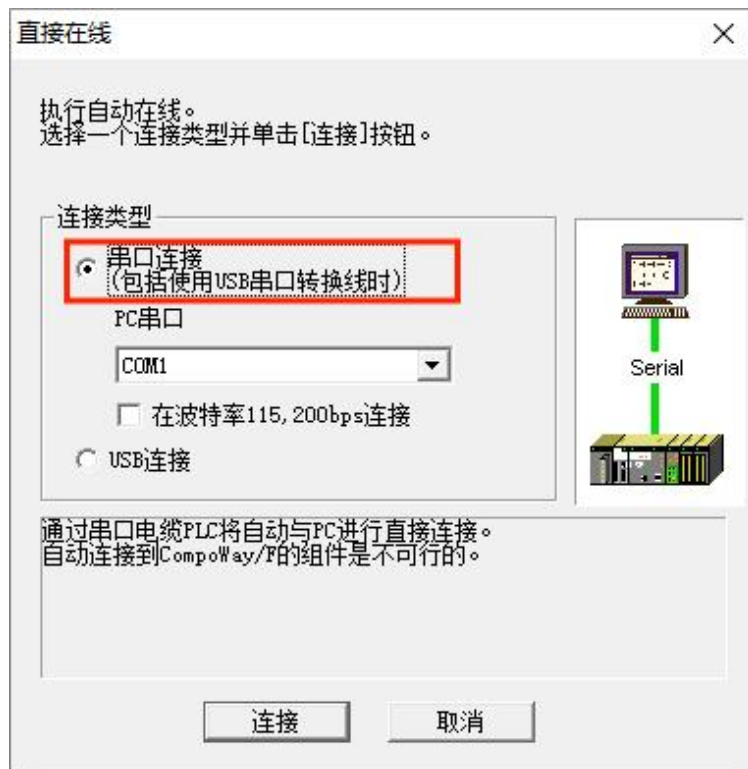 直接在线
执行自动在线。
选择一个连接类型并单击[连接]按钮。
连接类型
串口连接
(包括使用USB串口转换线时)
PC串口
COM1
在波特率115,200bps连接
USB连接
Serial
通过串口电缆PLC将自动与PC进行直接连接。
自动连接到CompoWay/F的组件是不可行的。
连接
取消